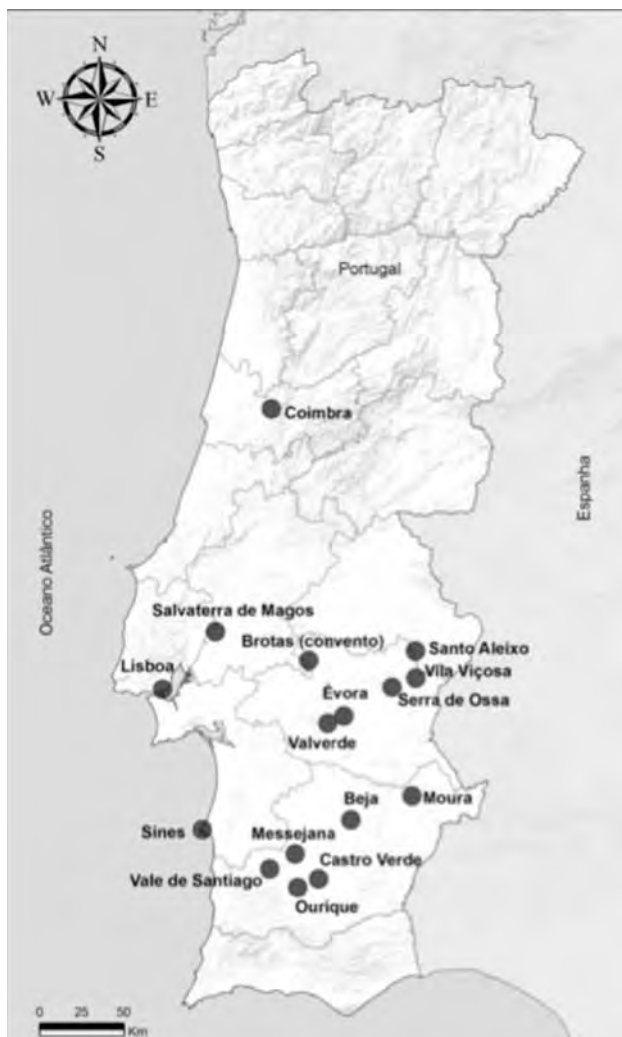 N
W E
S
Portugal
Coimbra
Oceano Atlântico
Espanha
Salvaterra de Magos
Brotas (convento)
Santo Aleixo
Lisboa
Vila Viçosa
Évora
Serra de Ossa
Valverde
Beja
Moura
Sines
Messejana
Castro Verde
Vale de Santiago
Ourique
0 25 50
Km